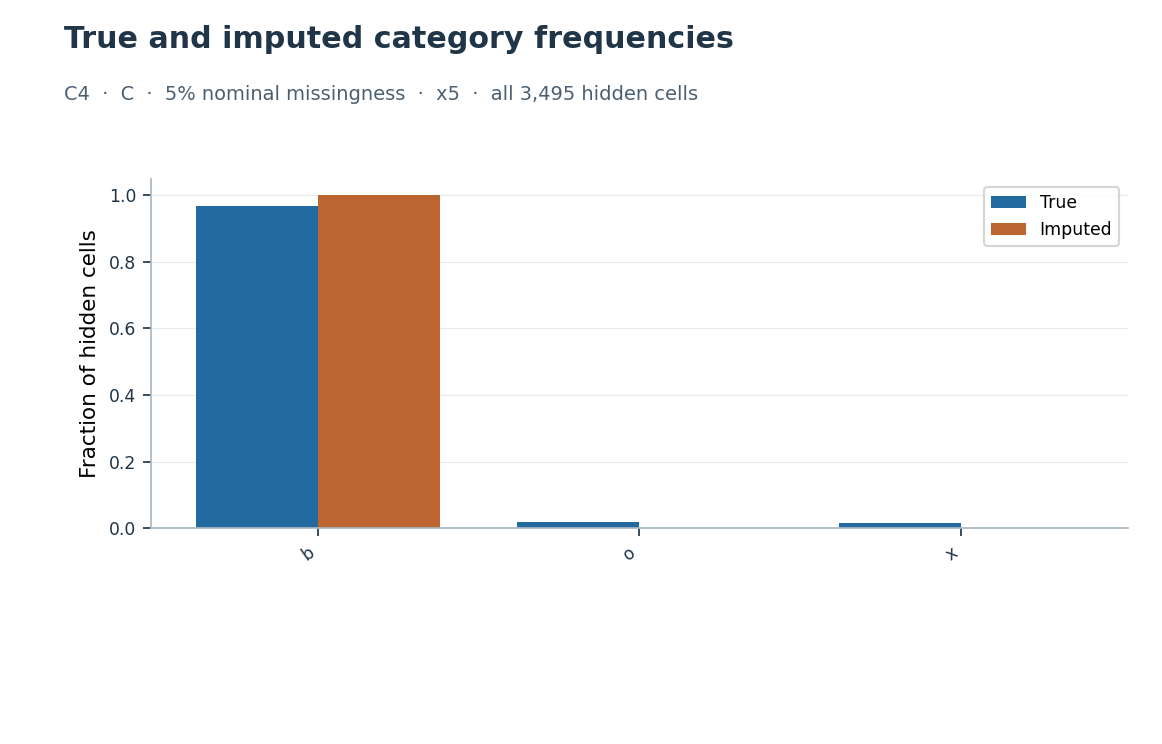 True and imputed category frequencies
C4 · C · 5% nominal missingness · x5 · all 3,495 hidden cells
True
Imputed
Fraction of hidden cells
1.0
0.8
0.6
0.4
0.2
0.0
b
o
x